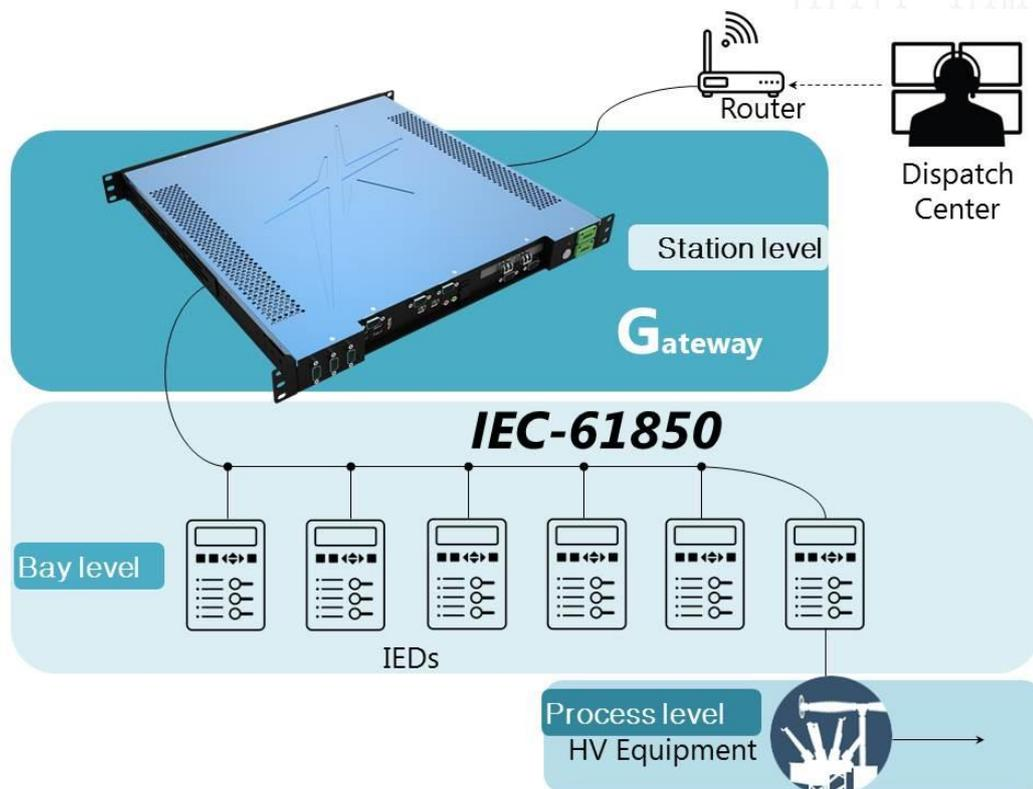 Router
Dispatch
Center
Station level
Gateway
IEC-61850
Bay level
IEDs
Process level
HV Equipment